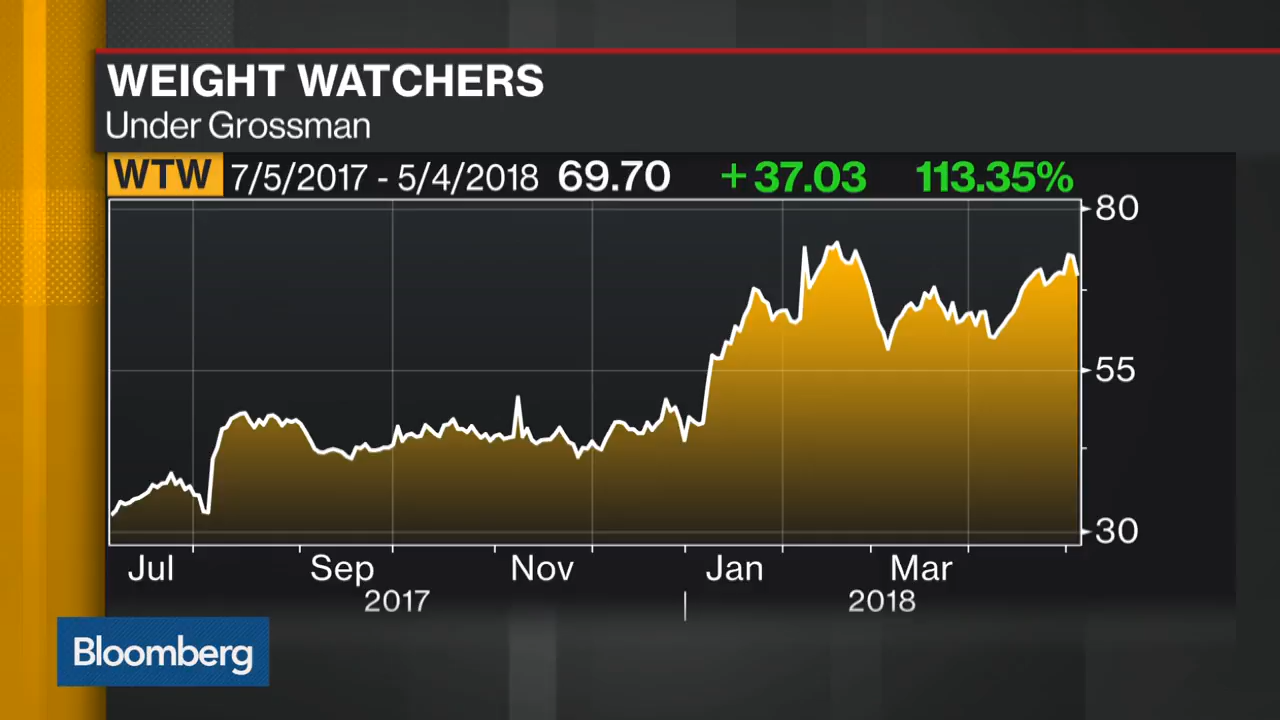 WEIGHT WATCHERS
Under Grossman
WTW 7/5/2017 - 5/4/2018 69.70 +37.03 113.35%
80
55
30
Jul Sep Nov Jan Mar
2017 2018
Bloomberg